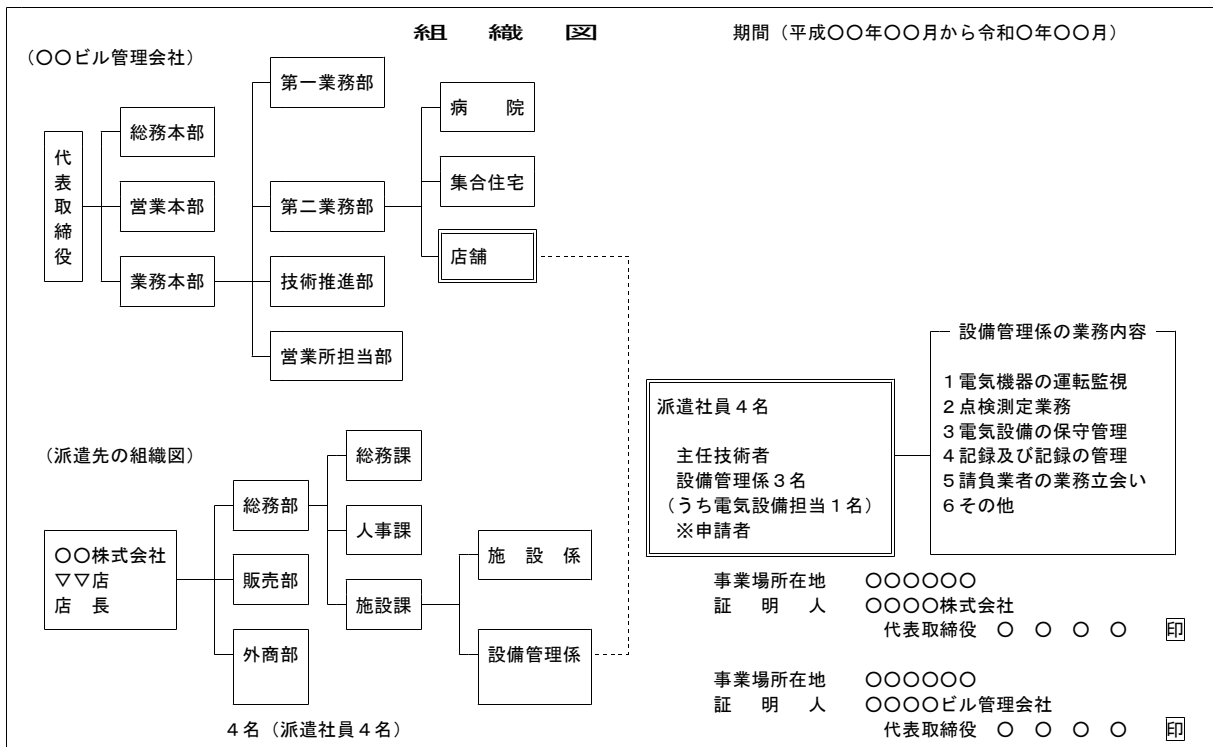 組　織　図
期間（平成〇〇年〇〇月から令和〇年〇〇月）
（〇〇ビル管理会社）
代表取締役
総務本部
営業本部
業務本部
第一業務部
第二業務部
技術推進部
営業所担当部
病　院
集合住宅
店舗
（派遣先の組織図）
〇〇株式会社
▽▽店
店　長
総務部
販売部
外商部
総務課
人事課
施設課
施　設　係
設備管理係
４名（派遣社員４名）
派遣社員４名
主任技術者
設備管理係３名
（うち電気設備担当１名）
※申請者
設備管理係の業務内容
１電気機器の運転監視
２点検測定業務
３電気設備の保守管理
４記録及び記録の管理
５請負業者の業務立会い
６その他
事業場所在地　〇〇〇〇〇〇
証　明　人　〇〇〇〇株式会社
代表取締役　〇　〇　〇　〇　印
事業場所在地　〇〇〇〇〇〇
証　明　人　〇〇〇〇ビル管理会社
代表取締役　〇　〇　〇　〇　印